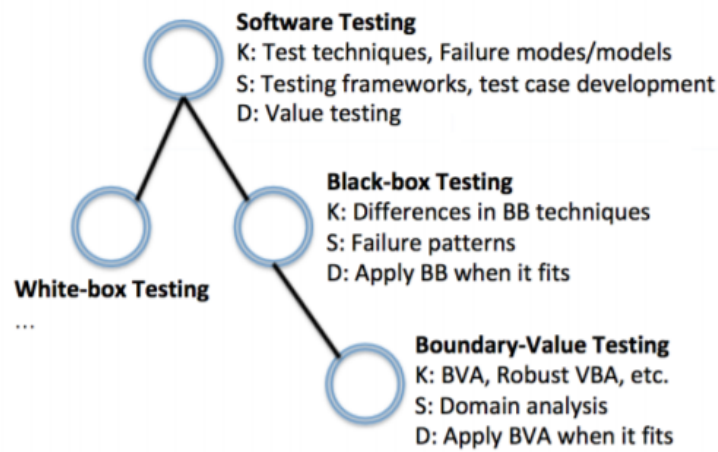 Software Testing
K: Test techniques, Failure modes/models
S: Testing frameworks, test case development
D: Value testing
Black-box Testing
K: Differences in BB techniques
S: Failure patterns
D: Apply BB when it fits
White-box Testing
...
Boundary-Value Testing
K: BVA, Robust VBA, etc.
S: Domain analysis
D: Apply BVA when it fits